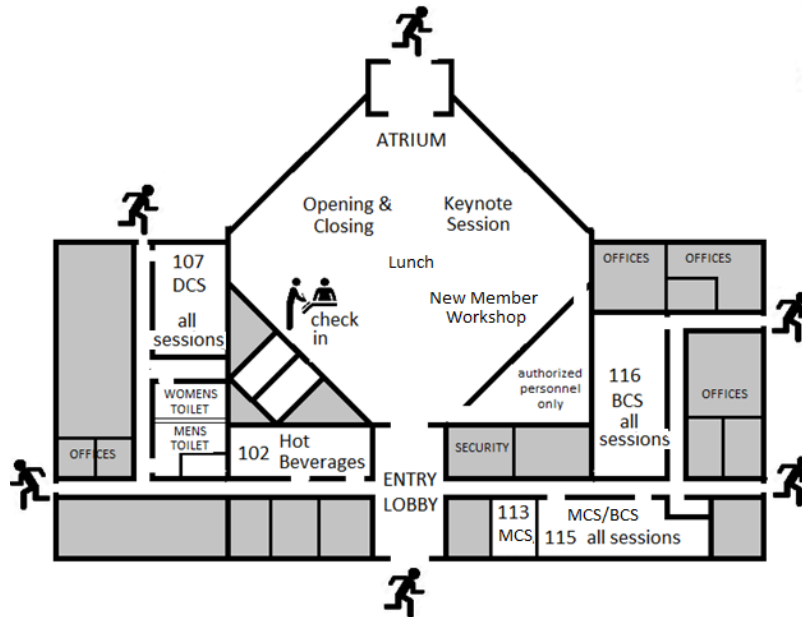 ATRIUM
Opening &
Closing
Keynote
Session
Lunch
New Member
Workshop
check
in
107
DCS
all
sessions
OFFICES
OFFICES
authorized
personnel
only
116
BCS
all
sessions
OFFICES
WOMENS
TOILET
MENS
TOILET
OFFICES
102
Hot
Beverages
SECURITY
ENTRY
LOBBY
113
MCS/
MCS/BCS
115 all sessions